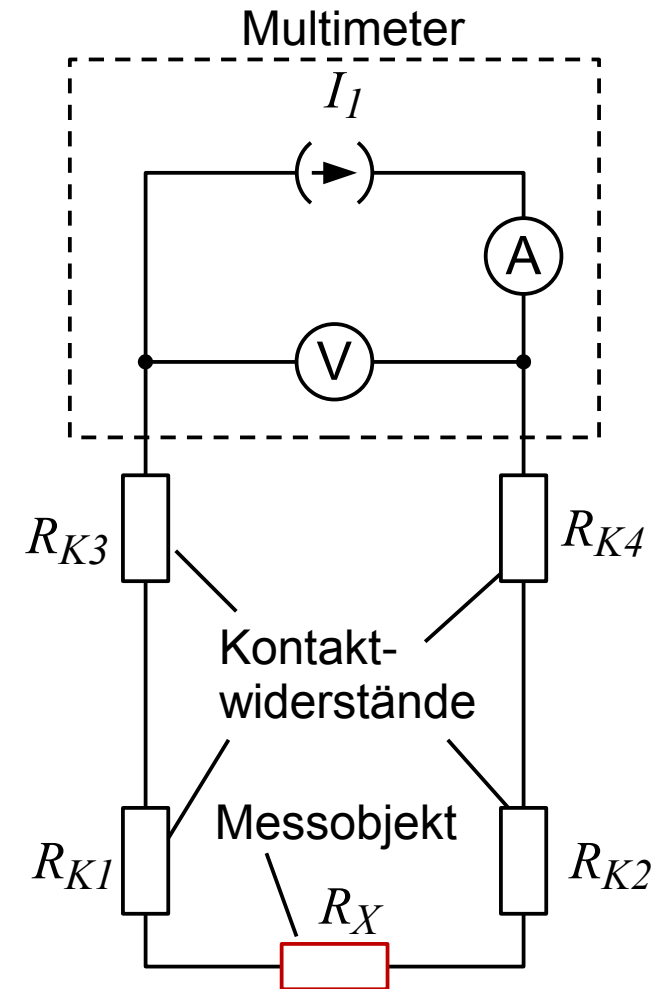 Multimeter
I1
A
V
RK3
RK4
Kontakt-
widerstände
Messobjekt
RK1
RX
RK2